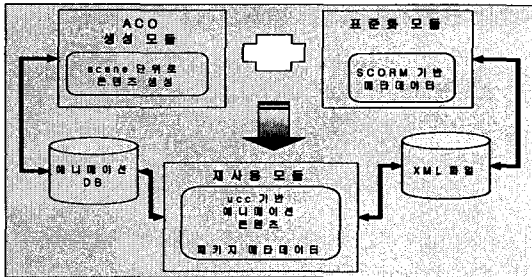 ACO
생성 모듈
scene 단위로
콘텐츠 생성
표준화 모듈
SCORM 기반
메타데이터
애니메이션
DB
XML 파일
재사용 모듈
ucc 기반
애니메이션
콘텐츠
패키지 메타데이터